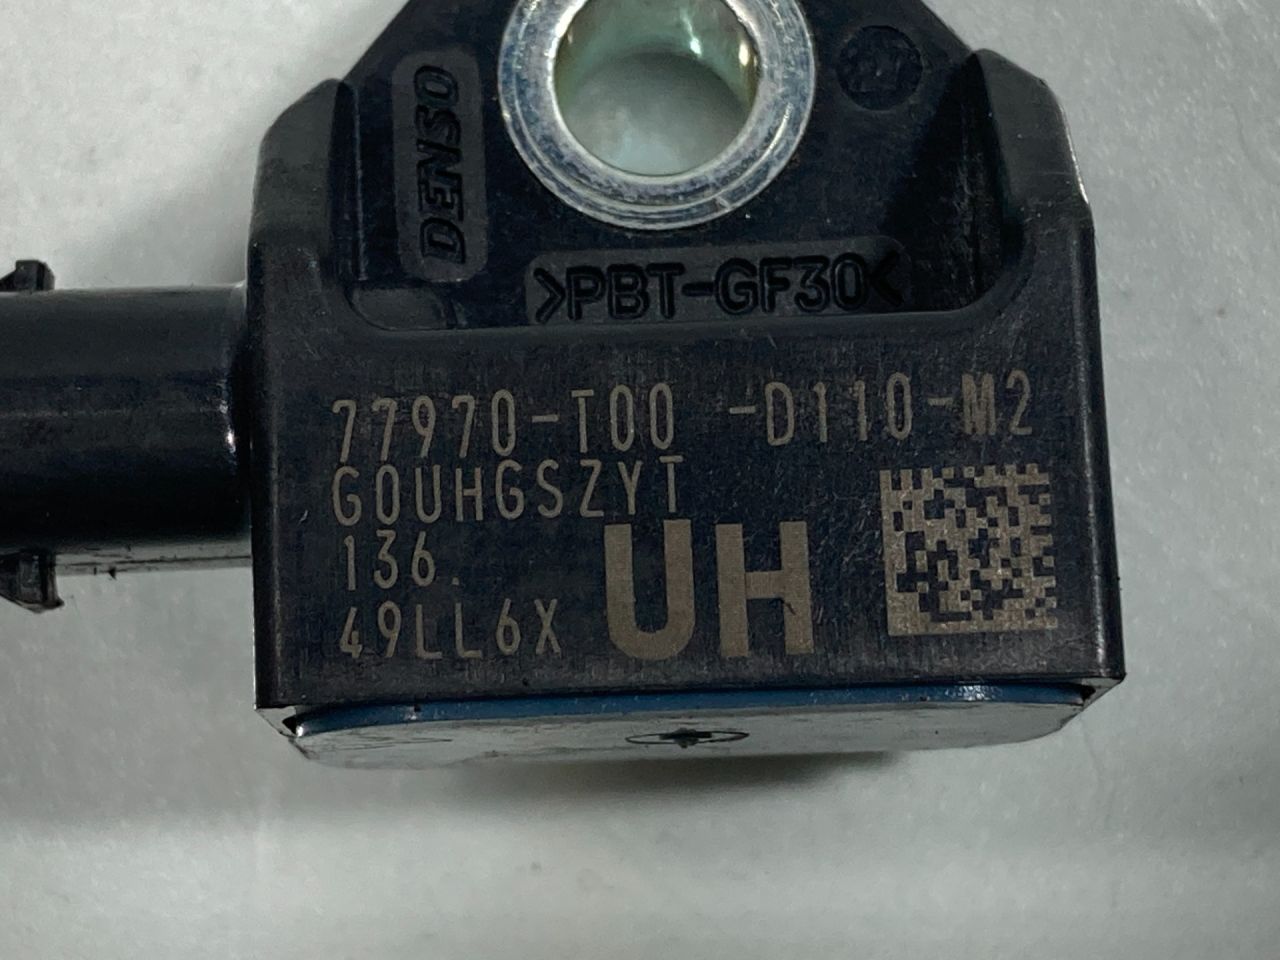 DENSO
>PBT-GF30<
77970-T00 -D110-M2
G0UHGSZYT
136.
49LL6X
UH